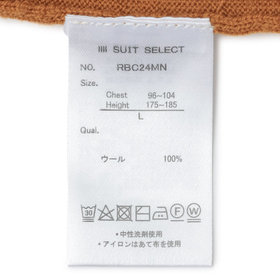 SUIT SELECT
NO. RBC24MN
Size.
Chest 96-104
Height 175-185
L
Qual.
ウール 100%
30 F W
・中性洗剤使用
・アイロンはあて布を使用